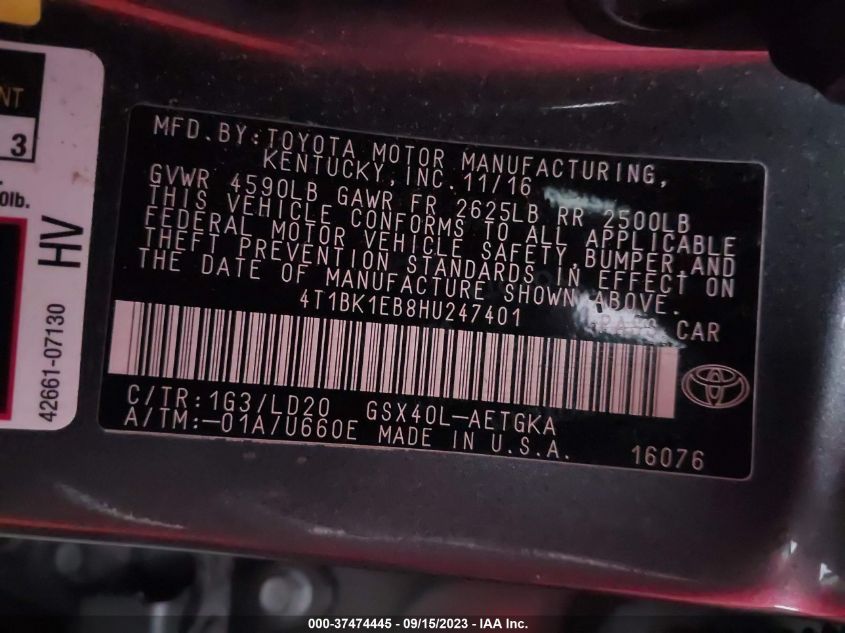 NT
3
0lb.
HV
42661-07130
MFD.BY:TOYOTA MOTOR MANUFACTURING,
KENTUCKY,INC.11/16
GVWR 4590LB GAWR FR 2625LB RR 2500LB
THIS VEHICLE CONFORMS TO ALL APPLICABLE
FEDERAL MOTOR VEHICLE SAFETY,BUMPER AND
THEFT PREVENTION STANDARDS IN EFFECT ON
THE DATE OF MANUFACTURE SHOWN ABOVE.
4T1BK1EB8HU247401
PASS CAR
C/TR:1G3/LD20 GSX40L-AETGKA
A/TM:-01A/U660E MADE IN U.S.A.
16076
000-37474445 - 09/15/2023 - IAA Inc.